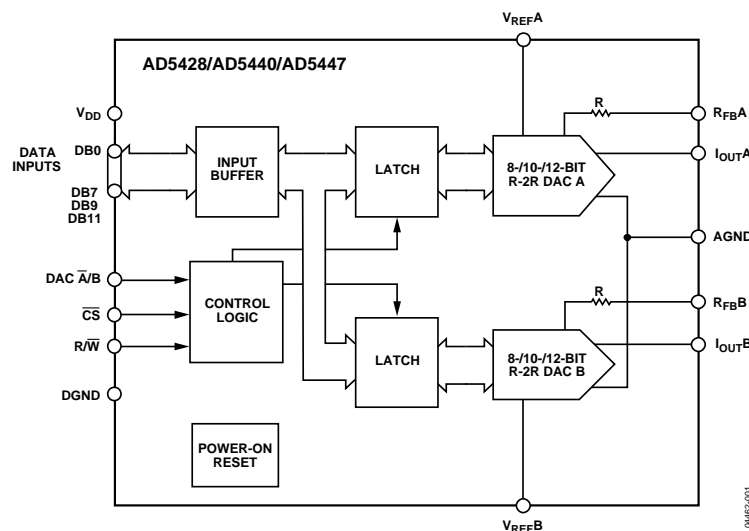 VREFA
AD5428/AD5440/AD5447
VDD
R
RFBA
DATA
INPUTS
DB0
DB7
DB9
DB11
INPUT
BUFFER
LATCH
8-/10-/12-BIT
R-2R DAC A
IOUTA
AGND
DAC A̅/B
C̅S̅
R/W̅
CONTROL
LOGIC
R
RFBB
LATCH
8-/10-/12-BIT
R-2R DAC B
IOUTB
DGND
POWER-ON
RESET
VREFB
04462-001